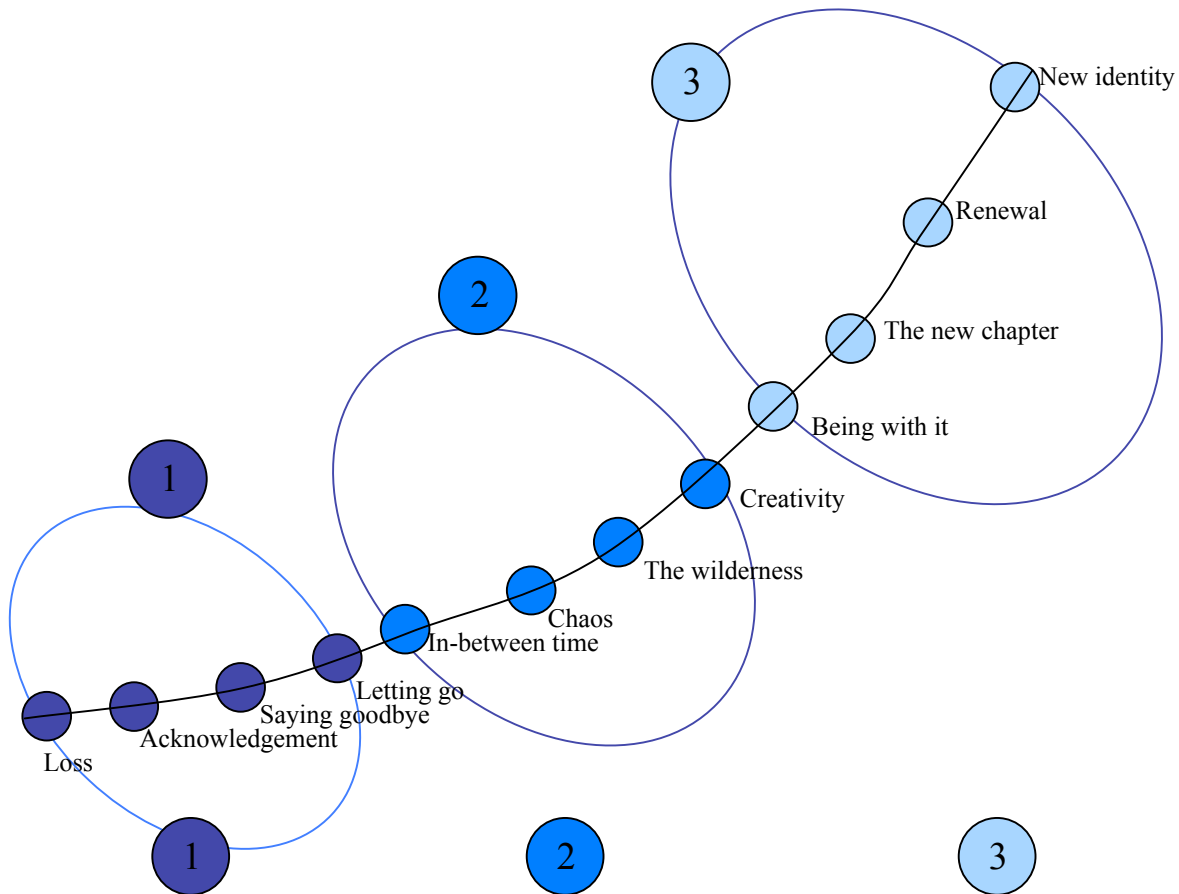 3
New identity
Renewal
2
The new chapter
Being with it
1
Creativity
The wilderness
Chaos
In-between time
Letting go
Saying goodbye
Acknowledgement
Loss
1
2
3